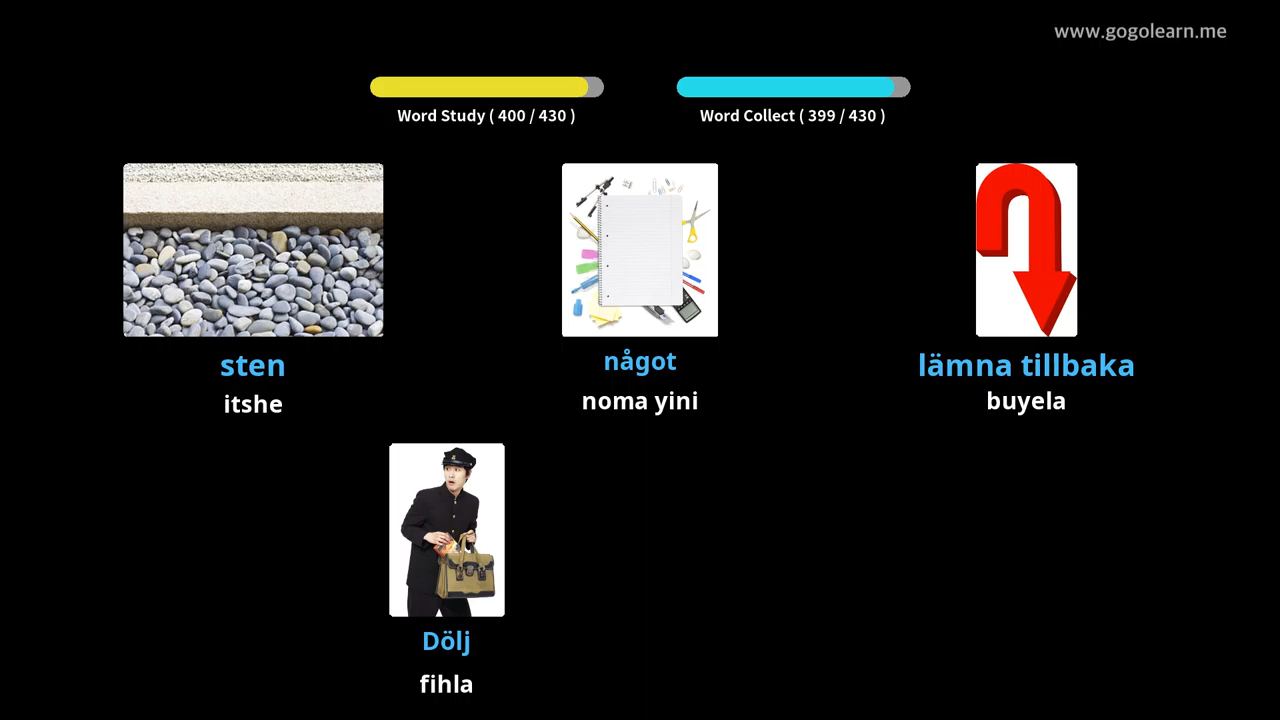 www.gogolearn.me
Word Study ( 400 / 430 )
Word Collect ( 399 / 430 )
sten
itshe
något
noma yini
lämna tillbaka
buyela
Dölj
fihla